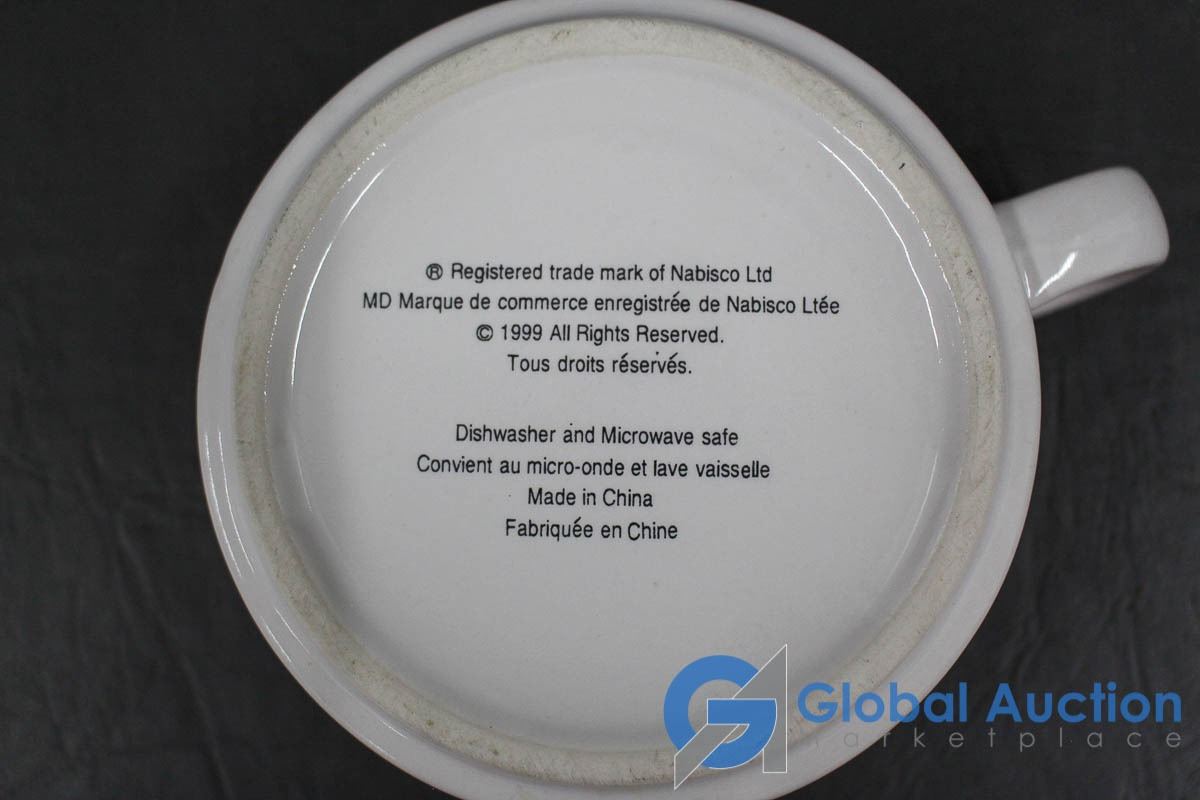 ® Registered trade mark of Nabisco Ltd
MD Marque de commerce enregistrée de Nabisco Ltée
© 1999 All Rights Reserved.
Tous droits réservés.
Dishwasher and Microwave safe
Convient au micro-onde et lave vaisselle
Made in China
Fabriquée en Chine
GA Global Auction
Marketplace